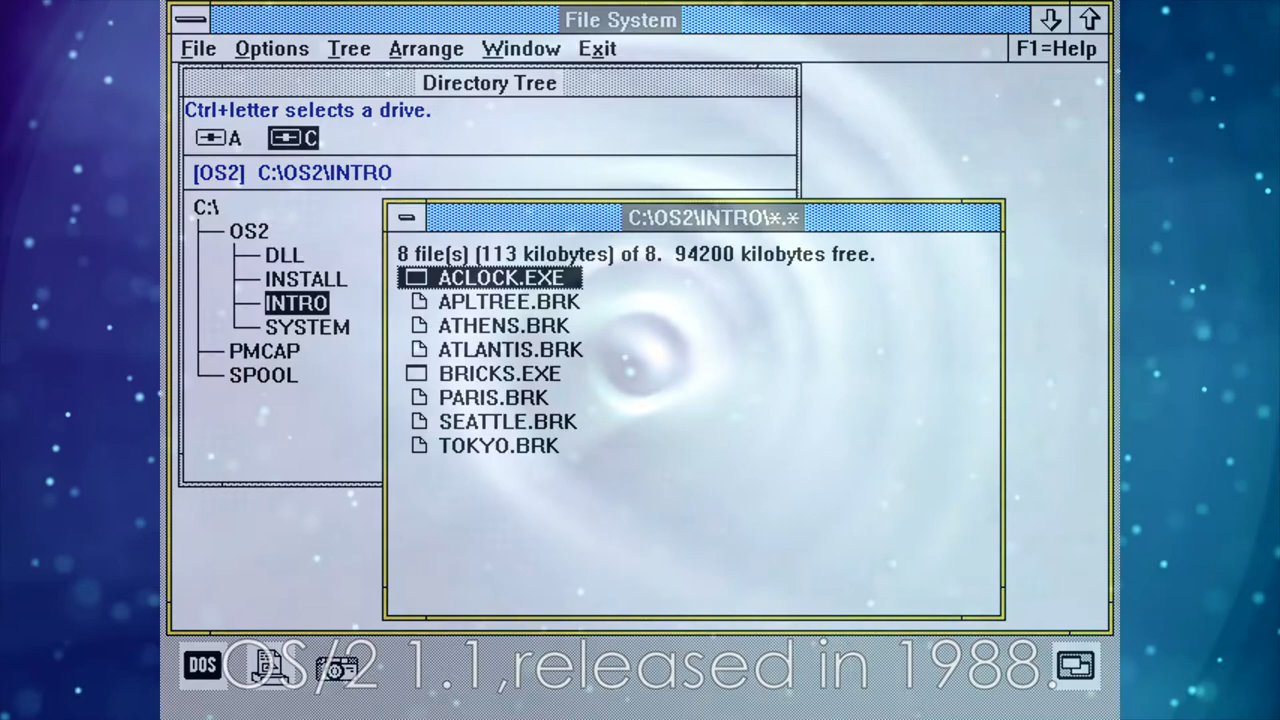 File System
File Options Tree Arrange Window Exit F1=Help
Directory Tree
Ctrl+letter selects a drive.
A C
[OS2] C:\OS2\INTRO
C:\
OS2
DLL
INSTALL
INTRO
SYSTEM
PMCAP
SPOOL
C:\OS2\INTRO\*.*
8 file(s) (113 kilobytes) of 8. 94200 kilobytes free.
ACLOCK.EXE
APLTREE.BRK
ATHENS.BRK
ATLANTIS.BRK
BRICKS.EXE
PARIS.BRK
SEATTLE.BRK
TOKYO.BRK
DOS
OS/2 1.1,released in 1988.